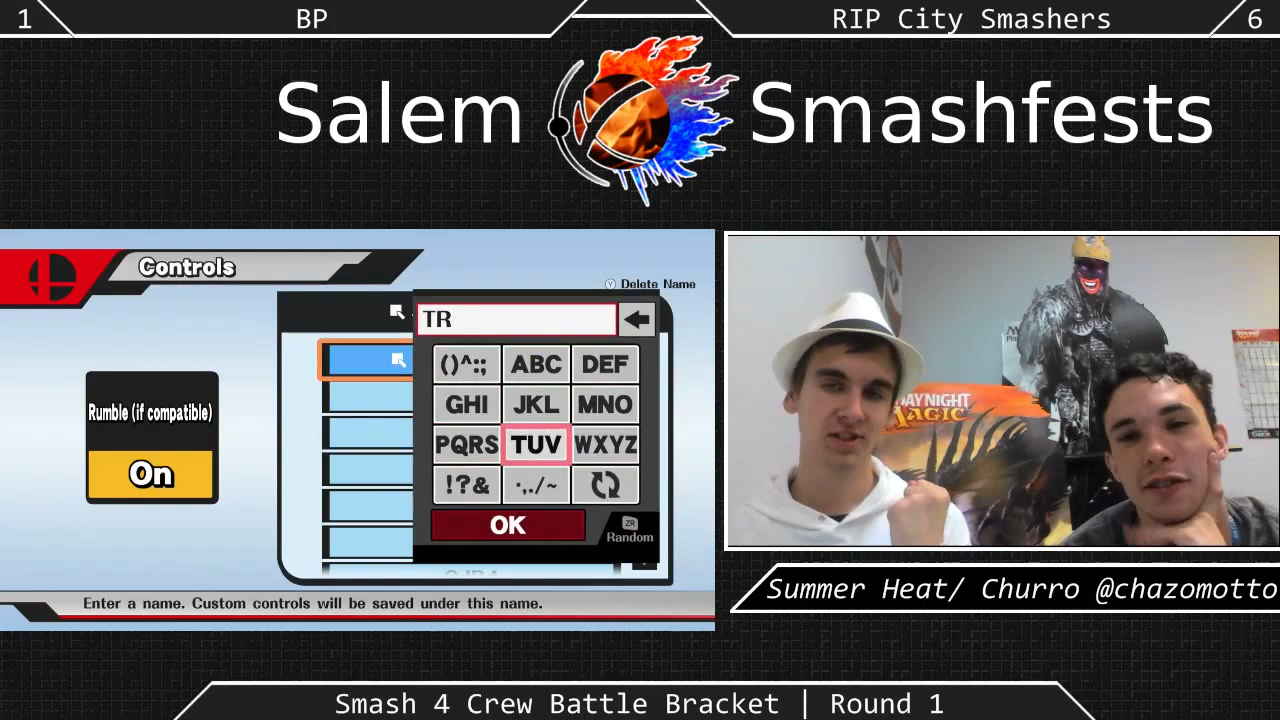 1 BP RIP City Smashers 6
Salem Smashfests
Controls
Delete Name
Y
TR
()^:; ABC DEF
GHI JKL MNO
PQRS TUV WXYZ
!?& ·,./~
OK
ZR
Random
Rumble (if compatible)
On
Enter a name. Custom controls will be saved under this name.
DAY NIGHT
MAGIC
Summer Heat/ Churro @chazomotto
Smash 4 Crew Battle Bracket | Round 1